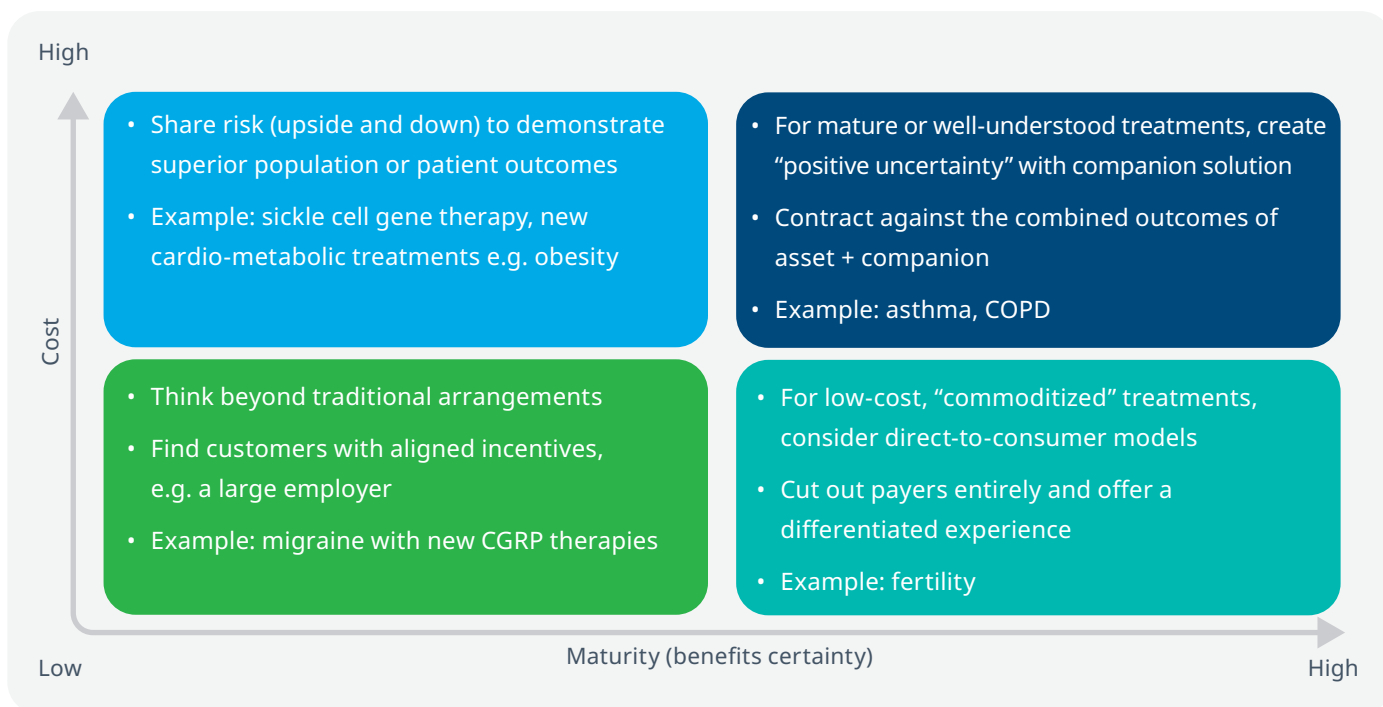 High
• Share risk (upside and down) to demonstrate
superior population or patient outcomes
• Example: sickle cell gene therapy, new
cardio-metabolic treatments e.g. obesity
• For mature or well-understood treatments, create
“positive uncertainty” with companion solution
• Contract against the combined outcomes of
asset + companion
• Example: asthma, COPD
Cost
• Think beyond traditional arrangements
• Find customers with aligned incentives,
e.g. a large employer
• Example: migraine with new CGRP therapies
• For low-cost, “commoditized” treatments,
consider direct-to-consumer models
• Cut out payers entirely and offer a
differentiated experience
• Example: fertility
Low
Maturity (benefits certainty)
High